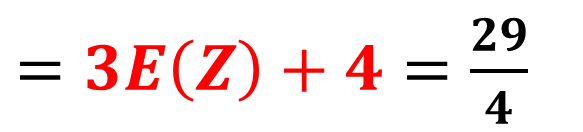 = 3E(Z) + 4 = 29/4